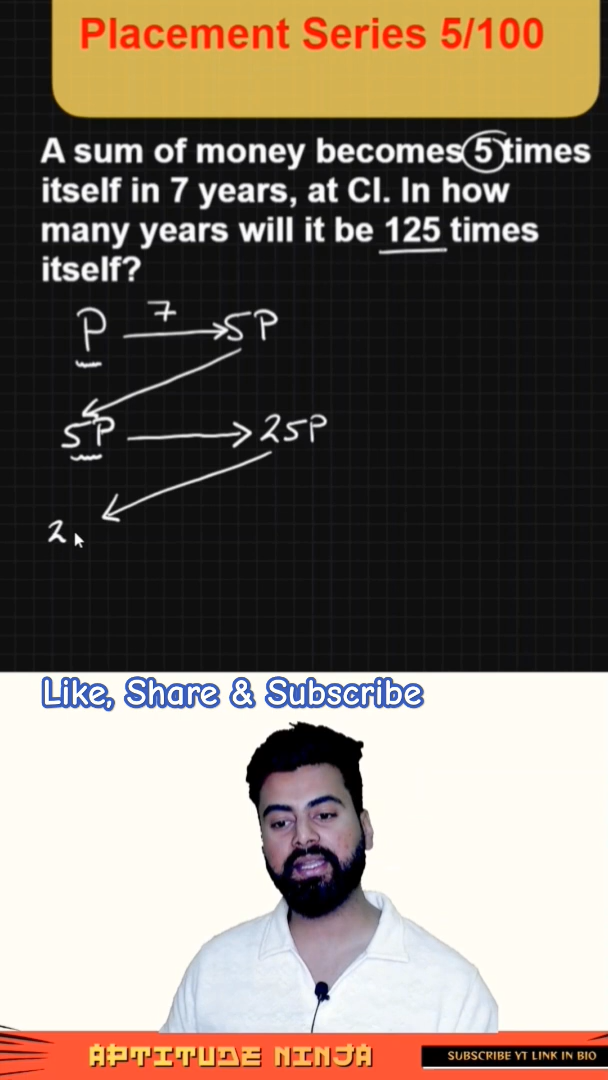 Placement Series 5/100
A sum of money becomes 5 times
itself in 7 years, at CI. In how
many years will it be 125 times
itself?
P 7 5P
5P 25P
2
Like, Share & Subscribe
APTITUDE NINJA
SUBSCRIBE YT LINK IN BIO